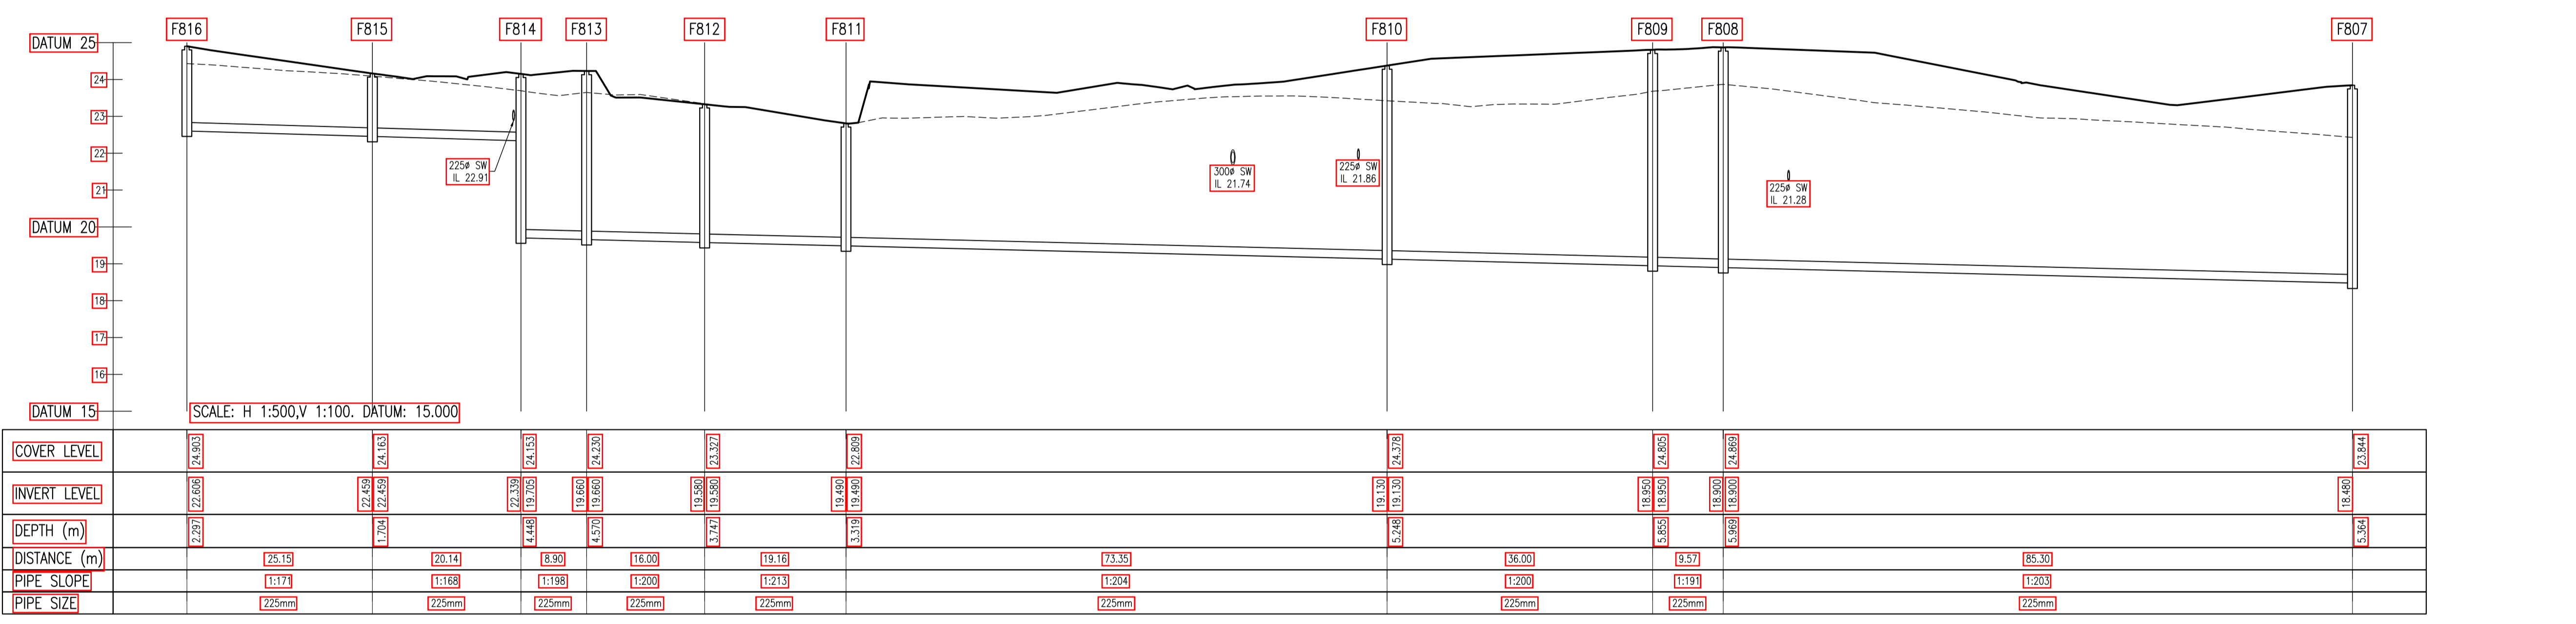 F816 F815 F814 F813 F812 F811 F810 F809 F808 F807
DATUM 25
24
23
22
21
DATUM 20
19
18
17
16
DATUM 15
225ø SW
IL 22.91
300ø SW
IL 21.74
225ø SW
IL 21.86
225ø SW
IL 21.28
SCALE: H 1:500,V 1:100. DATUM: 15.000
COVER LEVEL 24.903 24.163 24.153 24.230 23.327 22.809 24.378 24.805 24.869 23.844
INVERT LEVEL 22.606 22.459 22.459 22.339 19.705 19.660 19.660 19.580 19.580 19.490 19.490 19.130 19.130 18.950 18.950 18.900 18.900 18.480
DEPTH (m) 2.297 1.704 4.448 4.570 3.747 3.319 5.248 5.855 5.969 5.364
DISTANCE (m) 25.15 20.14 8.90 16.00 19.16 73.35 36.00 9.57 85.30
PIPE SLOPE 1:171 1:168 1:198 1:200 1:213 1:204 1:200 1:191 1:203
PIPE SIZE 225mm 225mm 225mm 225mm 225mm 225mm 225mm 225mm 225mm